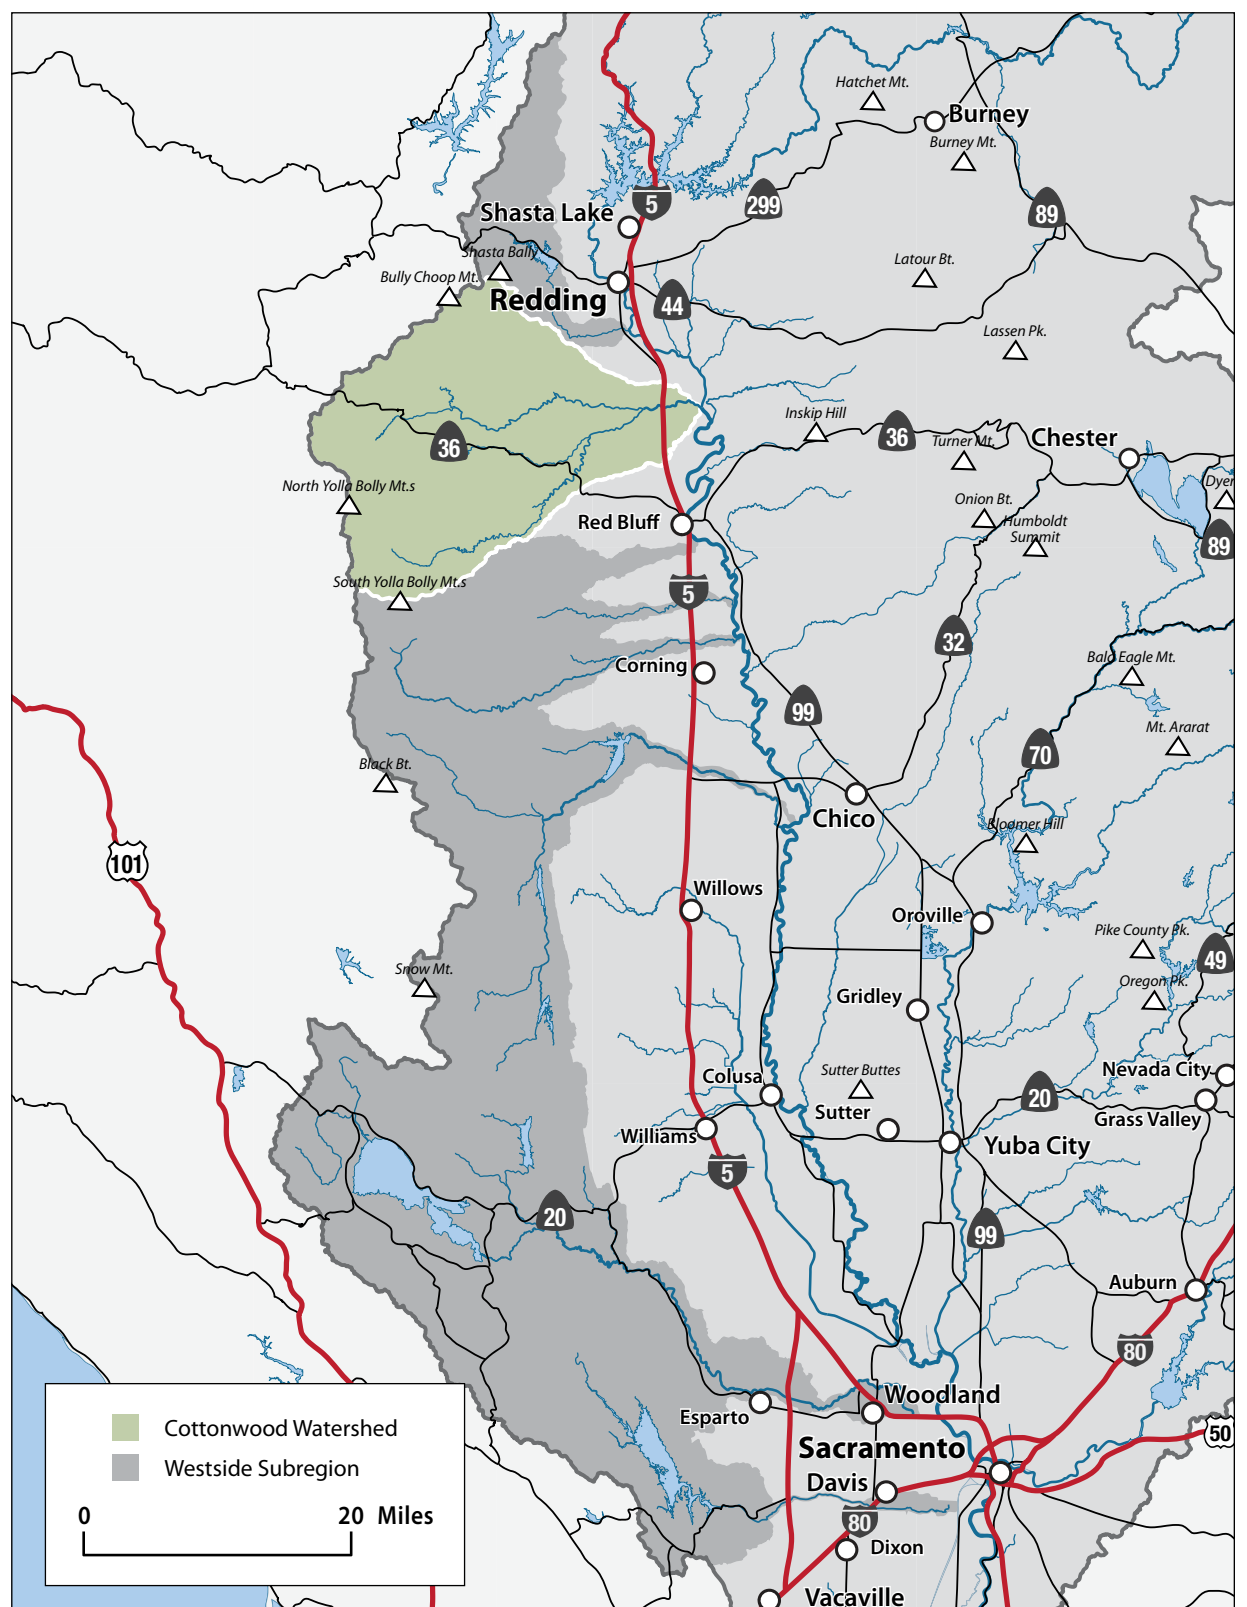 Hatchet Mt.
Burney
Burney Mt.
5
299
Shasta Lake
89
Shasta Bally
Latour Bt.
Bully Choop Mt.
Redding
44
Lassen Pk.
Inskip Hill
36
Turner Mt.
Chester
36
North Yolla Bolly Mt.s
Dyer
Onion Bt.
Humboldt
Summit
Red Bluff
89
South Yolla Bolly Mt.s
5
32
Corning
Bald Eagle Mt.
99
Mt. Ararat
70
Black Bt.
Chico
Bloomer Hill
101
Willows
Oroville
Pike County Pk.
49
Snow Mt.
Oregon Pk.
Gridley
Colusa
Sutter Buttes
Nevada City
20
Sutter
Grass Valley
Williams
Yuba City
5
20
99
Auburn
80
Woodland
Esparto
Sacramento
50
Davis
80
Dixon
Vacaville
Cottonwood Watershed
Westside Subregion
0 20 Miles